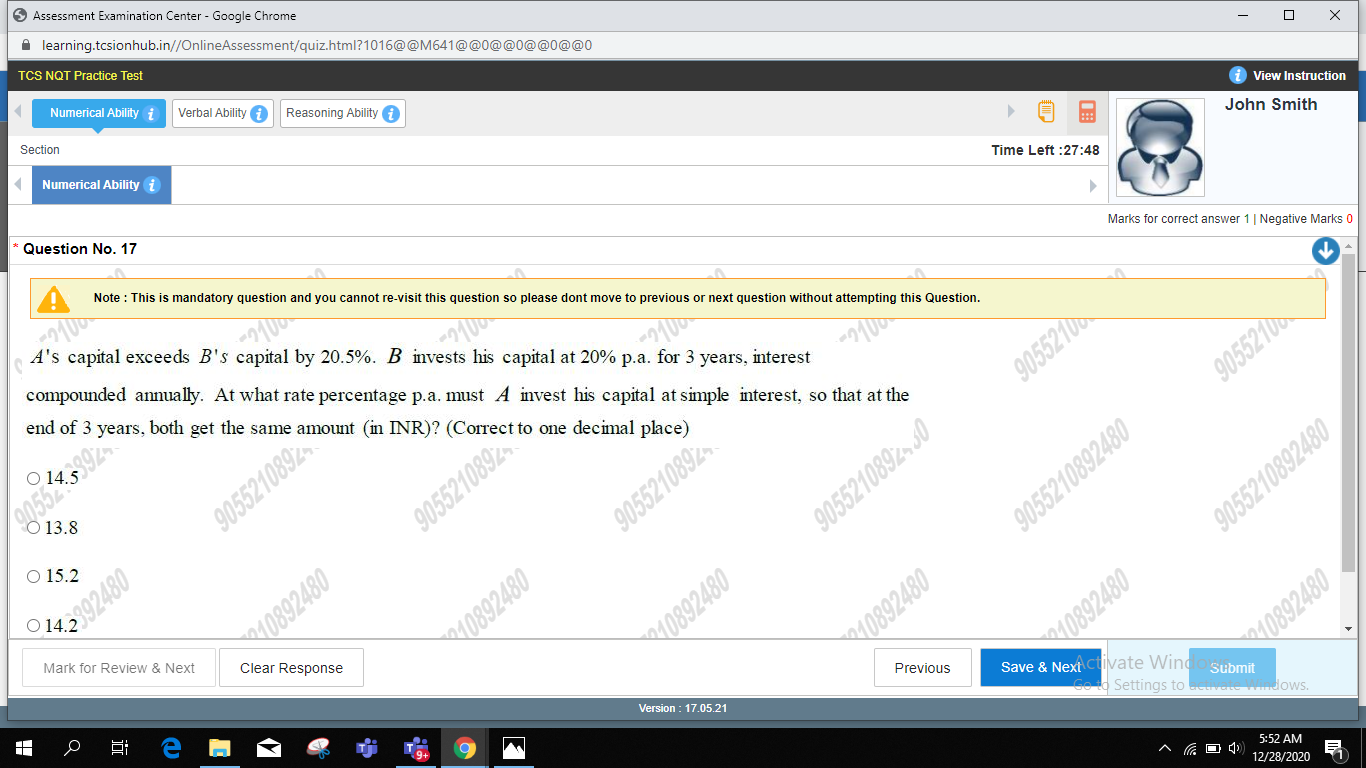 Assessment Examination Center - Google Chrome
learning.tcsionhub.in//OnlineAssessment/quiz.html?1016@@M641@@0@@0@@0@@0
TCS NQT Practice Test
View Instruction
Numerical Ability
Verbal Ability
Reasoning Ability
John Smith
Section
Time Left :27:48
Numerical Ability
Marks for correct answer 1 | Negative Marks 0
* Question No. 17
Note : This is mandatory question and you cannot re-visit this question so please dont move to previous or next question without attempting this Question.
A's capital exceeds B's capital by 20.5%. B invests his capital at 20% p.a. for 3 years, interest
compounded annually. At what rate percentage p.a. must A invest his capital at simple interest, so that at the
end of 3 years, both get the same amount (in INR)? (Correct to one decimal place)
14.5
13.8
15.2
14.2
9055210892480
Mark for Review & Next
Clear Response
Previous
Save & Next
Submit
Activate Windows
Go to Settings to activate Windows.
Version : 17.05.21
9+
5:52 AM
12/28/2020
1